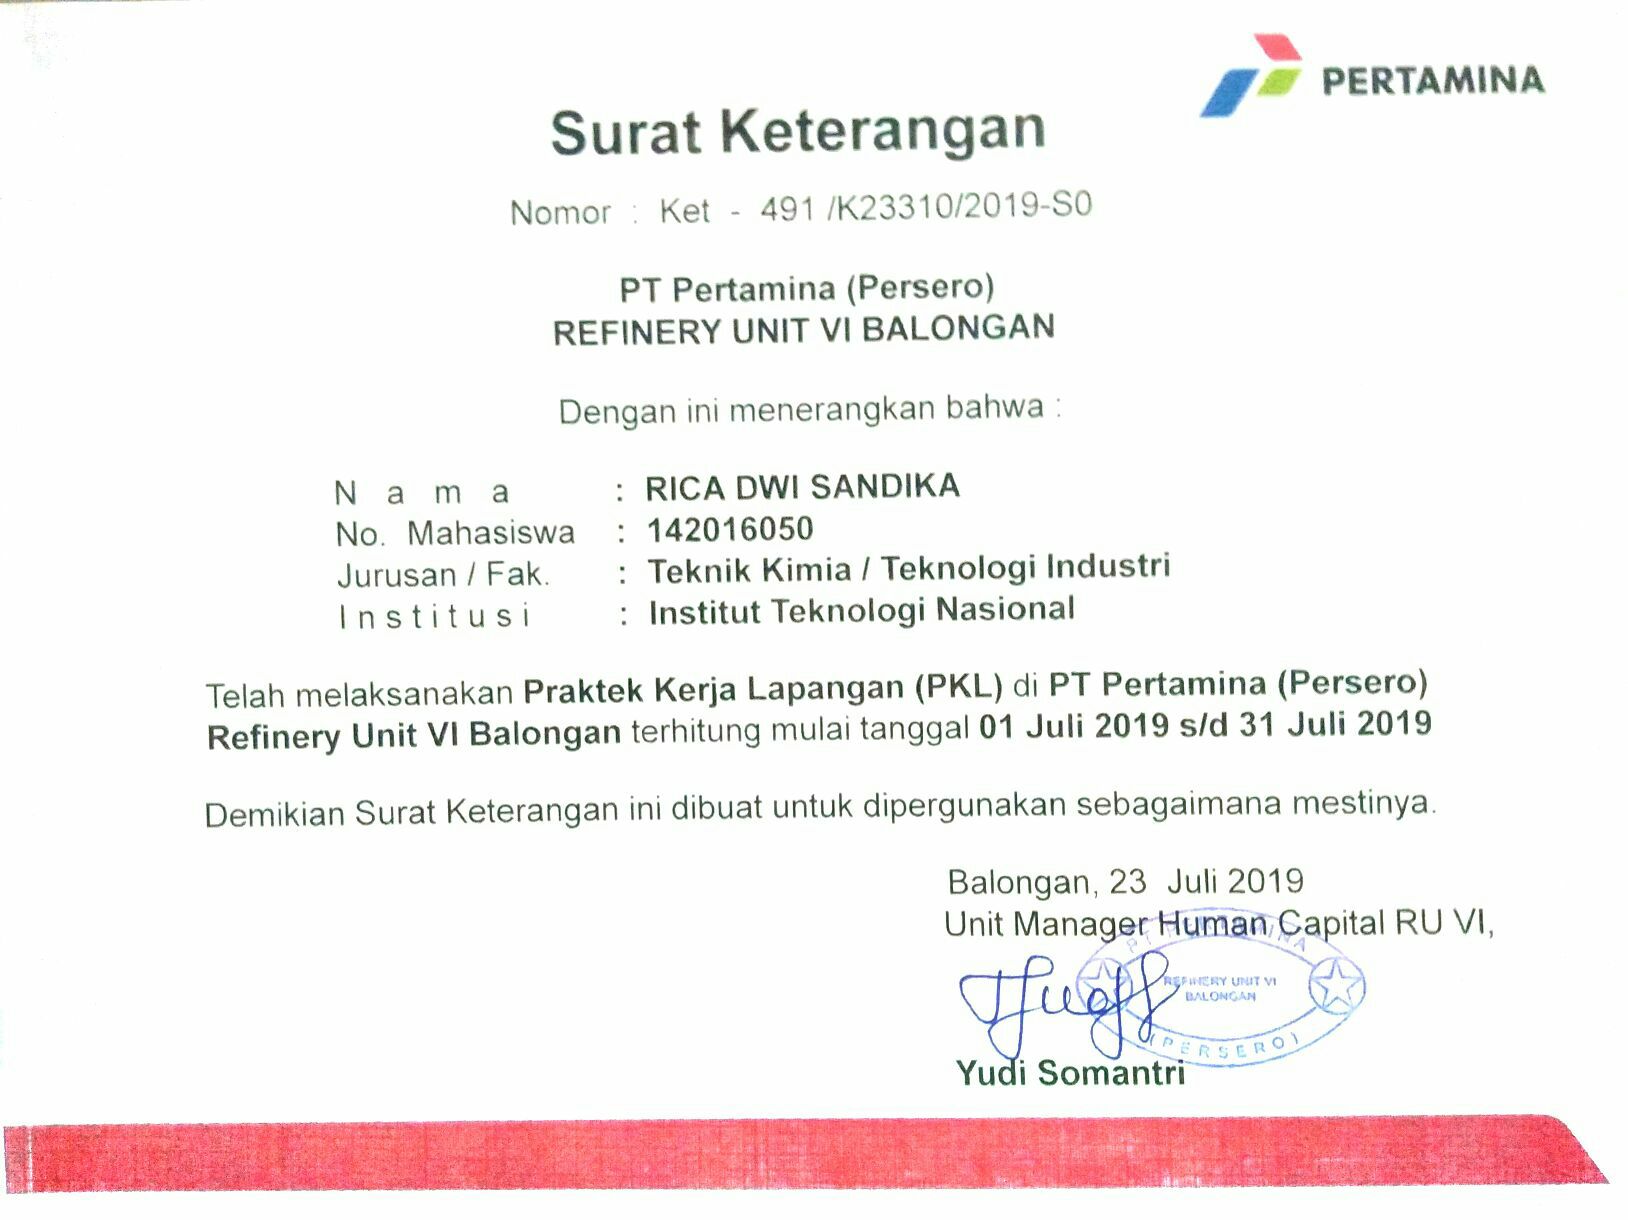 PERTAMINA
Surat Keterangan
Nomor : Ket - 491 /K23310/2019-S0
PT Pertamina (Persero)
REFINERY UNIT VI BALONGAN
Dengan ini menerangkan bahwa :
N a m a : RICA DWI SANDIKA
No. Mahasiswa : 142016050
Jurusan / Fak. : Teknik Kimia / Teknologi Industri
I n s t i t u s i : Institut Teknologi Nasional
Telah melaksanakan Praktek Kerja Lapangan (PKL) di PT Pertamina (Persero)
Refinery Unit VI Balongan terhitung mulai tanggal 01 Juli 2019 s/d 31 Juli 2019
Demikian Surat Keterangan ini dibuat untuk dipergunakan sebagaimana mestinya.
Balongan, 23 Juli 2019
Unit Manager Human Capital RU VI,
PT PERTAMINA
REFINERY UNIT VI
BALONGAN
(PERSERO)
Yudi Somantri